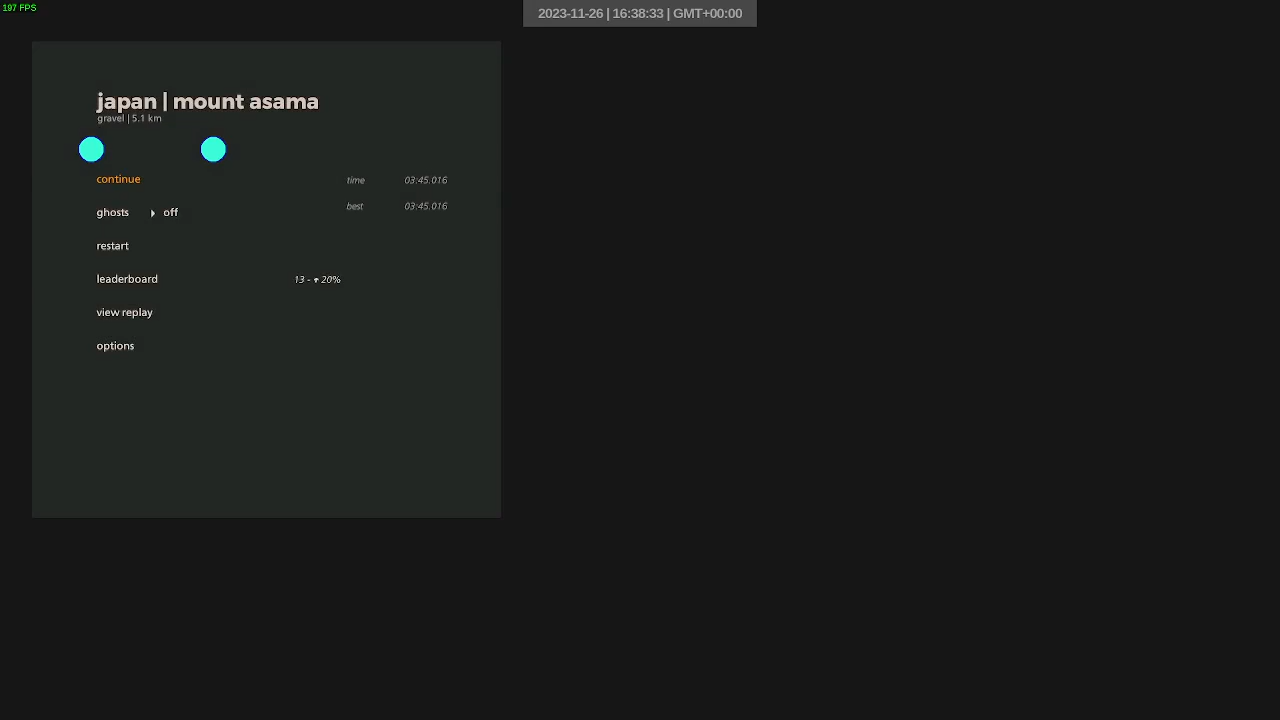 197 FPS
2023-11-26 | 16:38:33 | GMT+00:00
japan | mount asama
gravel | 5.1 km
continue
time 03:45.016
ghosts off
best 03:45.016
restart
leaderboard 13 - ↑ 20%
view replay
options